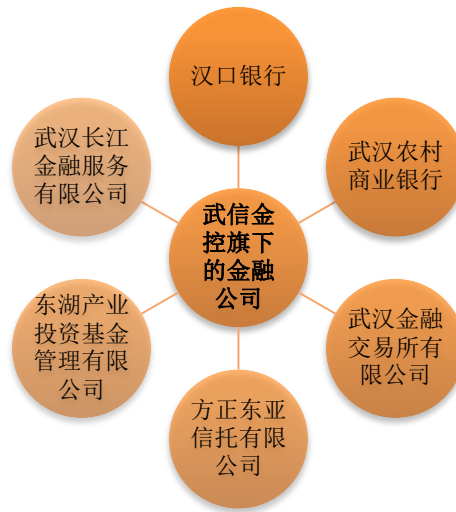 汉口银行
武汉农村
商业银行
武汉金融
交易所有
限公司
方正东亚
信托有限
公司
东湖产业
投资基金
管理有限
公司
武汉长江
金融服务
有限公司
武信金
控旗下
的金融
公司